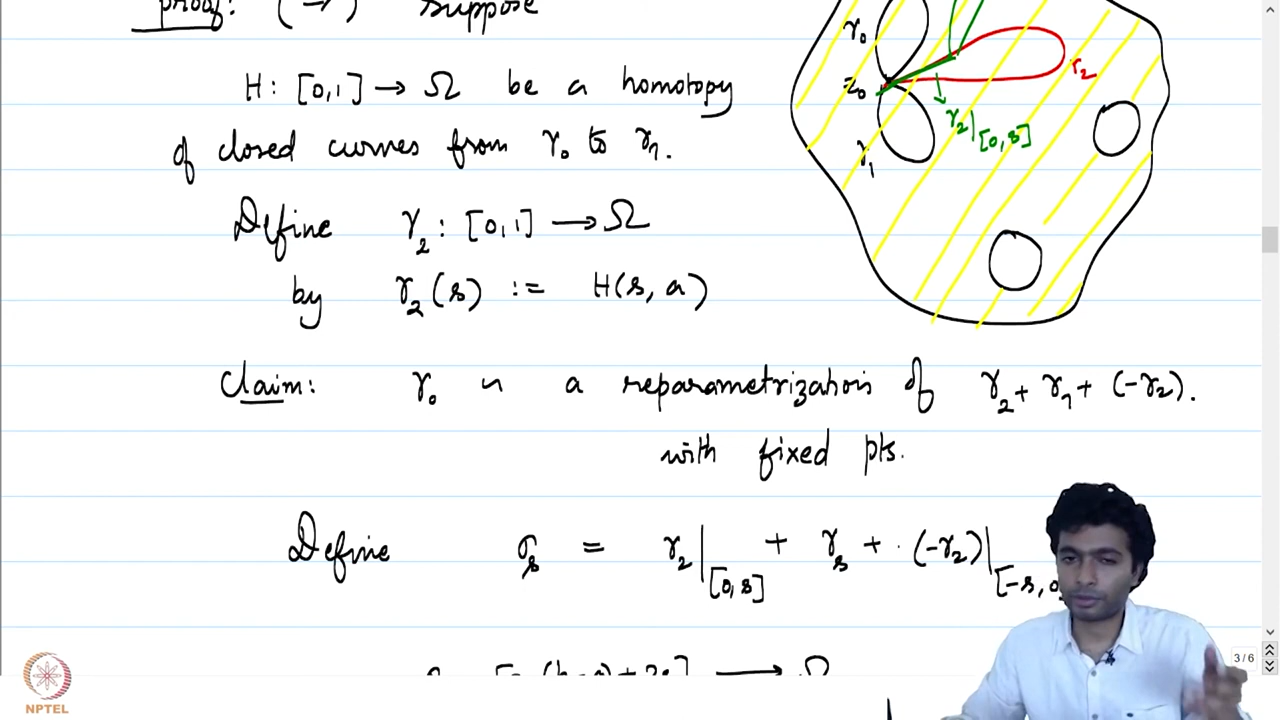 proof: (⇒) suppose
H: [0,1] → Ω be a homotopy
of closed curves from γ₀ to γ₁.
Define γ₂ : [0,1] → Ω
by γ₂(s) := H(s, a)
Claim: γ₀ is a reparametrization of γ₂ + γ₁ + (-γ₂).
with fixed pts.
Define σₛ = γ₂|[0,s] + γₛ + (-γ₂)|[-s,0
γ₀
z₀
γ₁
γ₂
γ₂|[0,s]
→ Ω
3 / 6
NPTEL